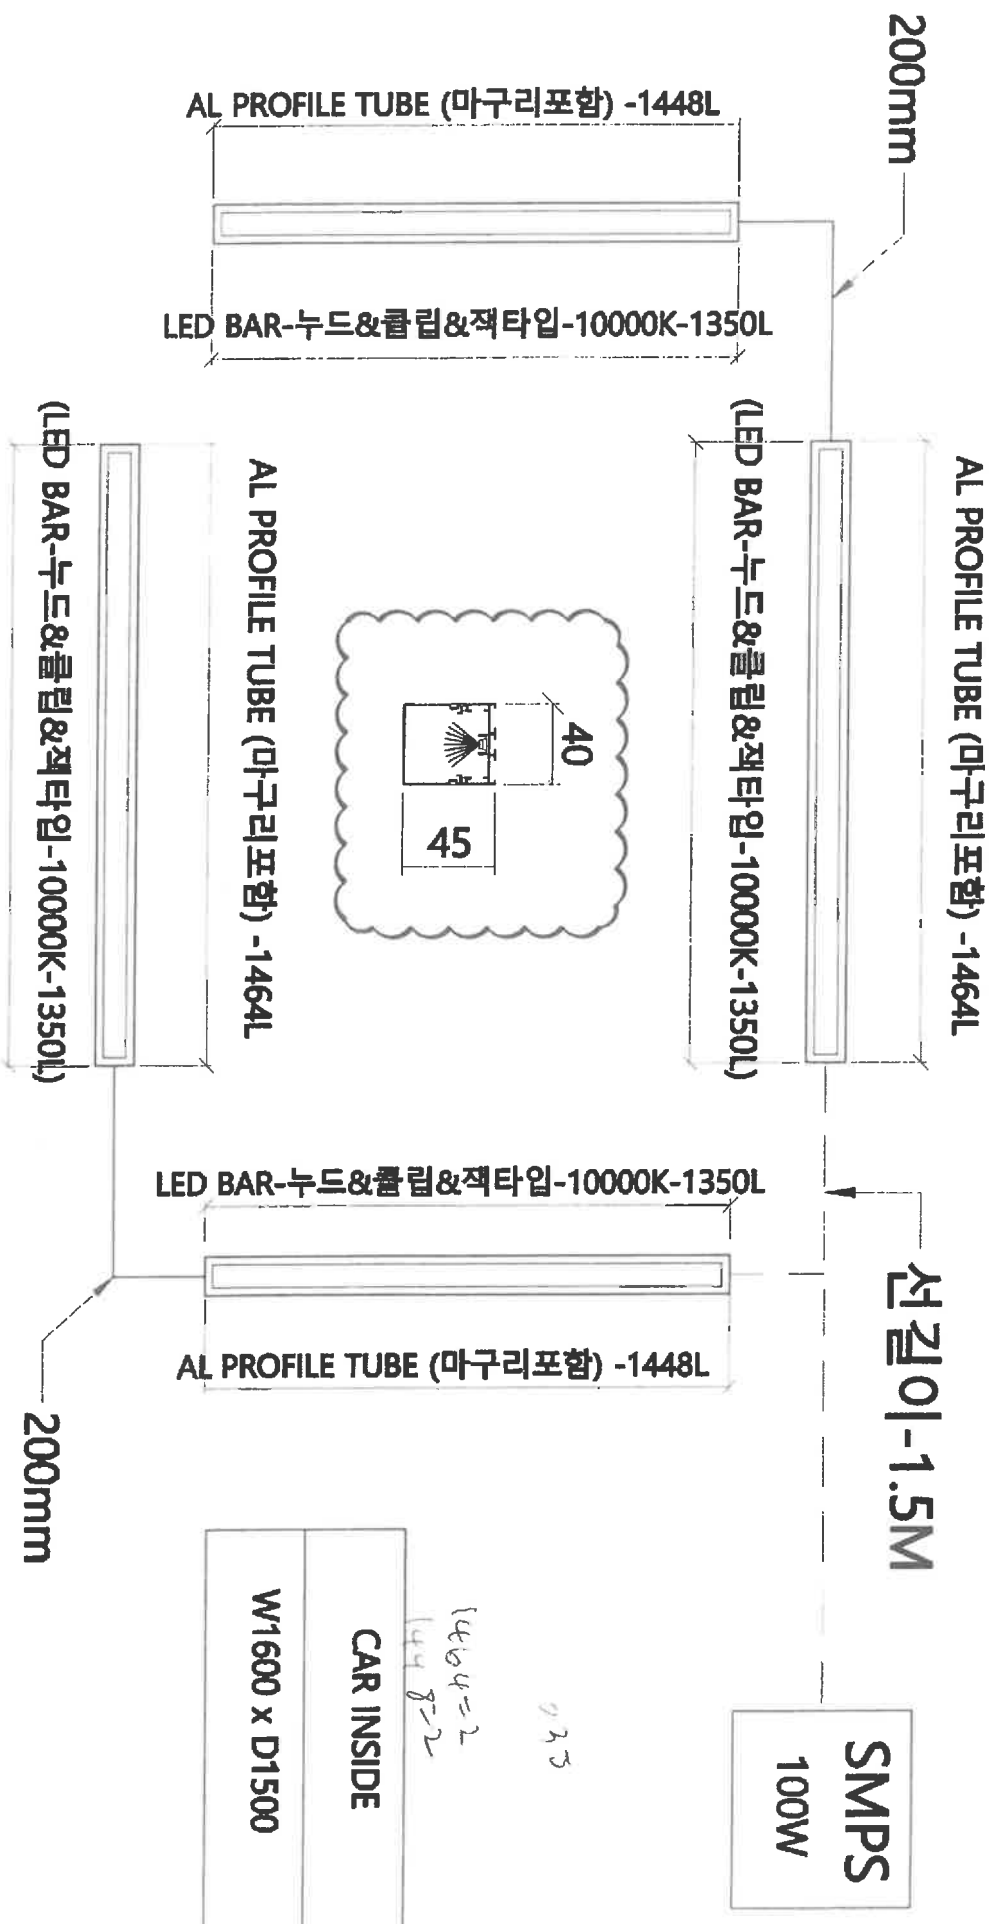 200mm
AL PROFILE TUBE (마구리포함) -1448L
LED BAR-누드&클립&잭타입-10000K-1350L
AL PROFILE TUBE (마구리포함) -1464L
(LED BAR-누드&클립&잭타입-10000K-1350L)
40
45
AL PROFILE TUBE (마구리포함) -1464L
(LED BAR-누드&클립&잭타입-10000K-1350L)
LED BAR-누드&클립&잭타입-10000K-1350L
AL PROFILE TUBE (마구리포함) -1448L
선길이-1.5M
200mm
SMPS
100W
1464=2
1448=2
CAR INSIDE
W1600 x D1500